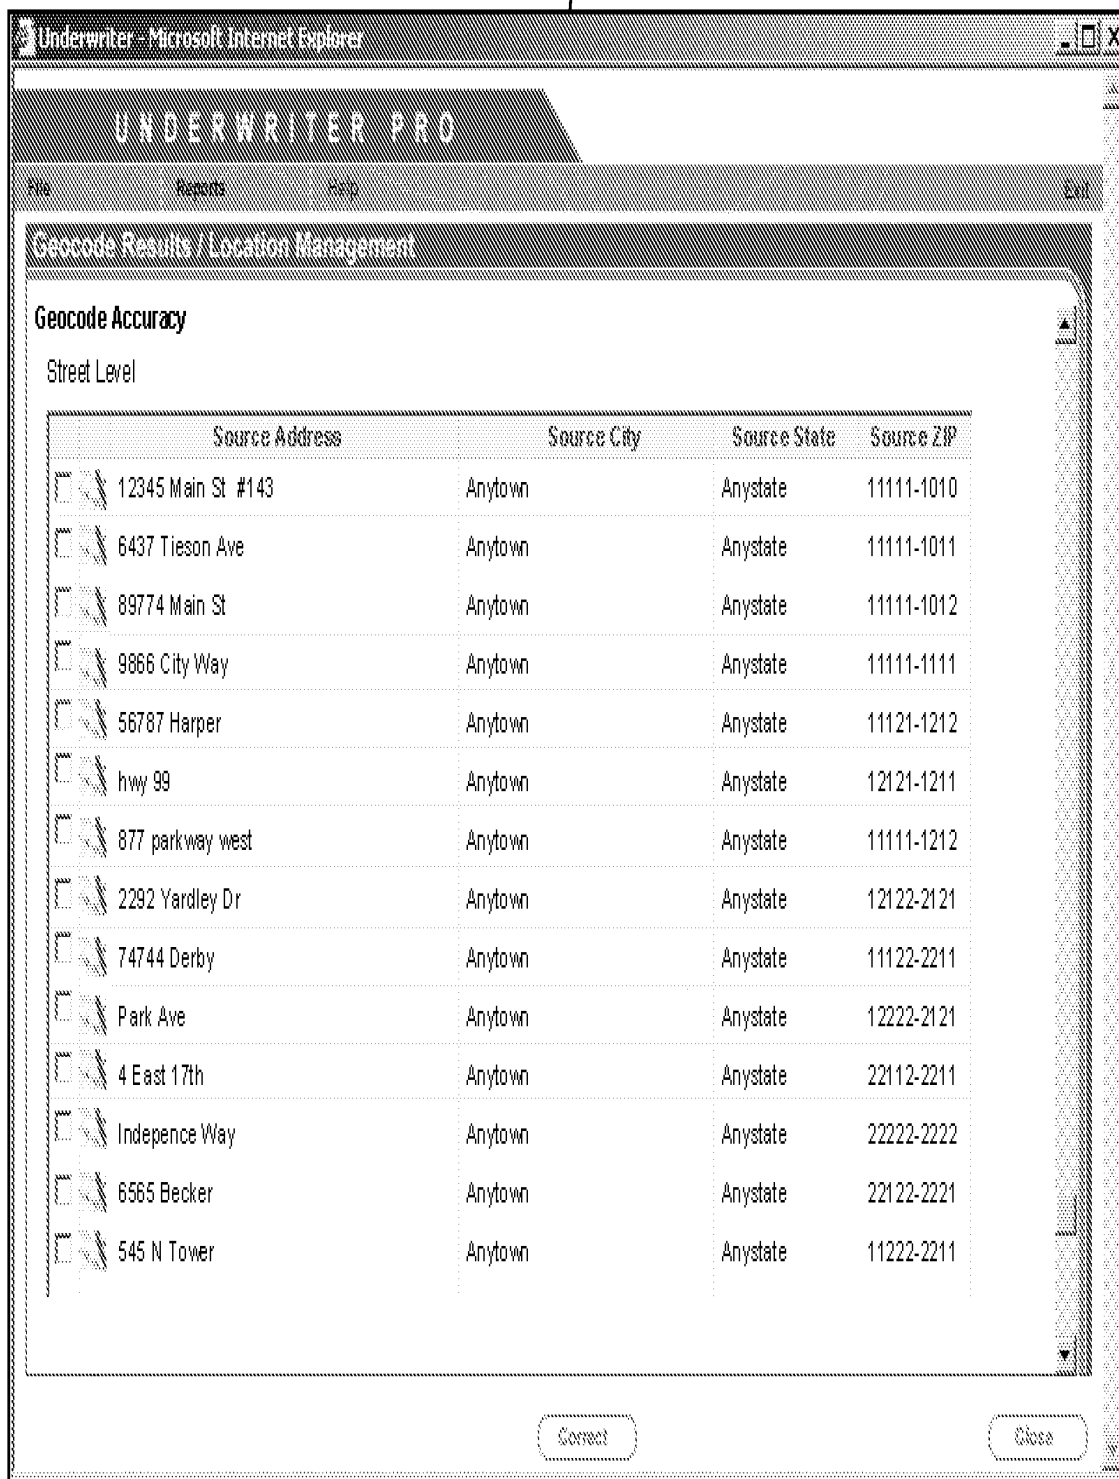 Underwriter - Microsoft Internet Explorer
UNDERWRITER PRO
File Reports Help Exit
Geocode Results / Location Management
Geocode Accuracy
Street Level
Source Address Source City Source State Source ZIP
12345 Main St #143 Anytown Anystate 11111-1010
6437 Tieson Ave Anytown Anystate 11111-1011
89774 Main St Anytown Anystate 11111-1012
9866 City Way Anytown Anystate 11111-1111
56787 Harper Anytown Anystate 11121-1212
hwy 99 Anytown Anystate 12121-1211
877 parkway west Anytown Anystate 11111-1212
2292 Yardley Dr Anytown Anystate 12122-2121
74744 Derby Anytown Anystate 11122-2211
Park Ave Anytown Anystate 12222-2121
4 East 17th Anytown Anystate 22112-2211
Indepence Way Anytown Anystate 22222-2222
6565 Becker Anytown Anystate 22122-2221
545 N Tower Anytown Anystate 11222-2211
Correct Close